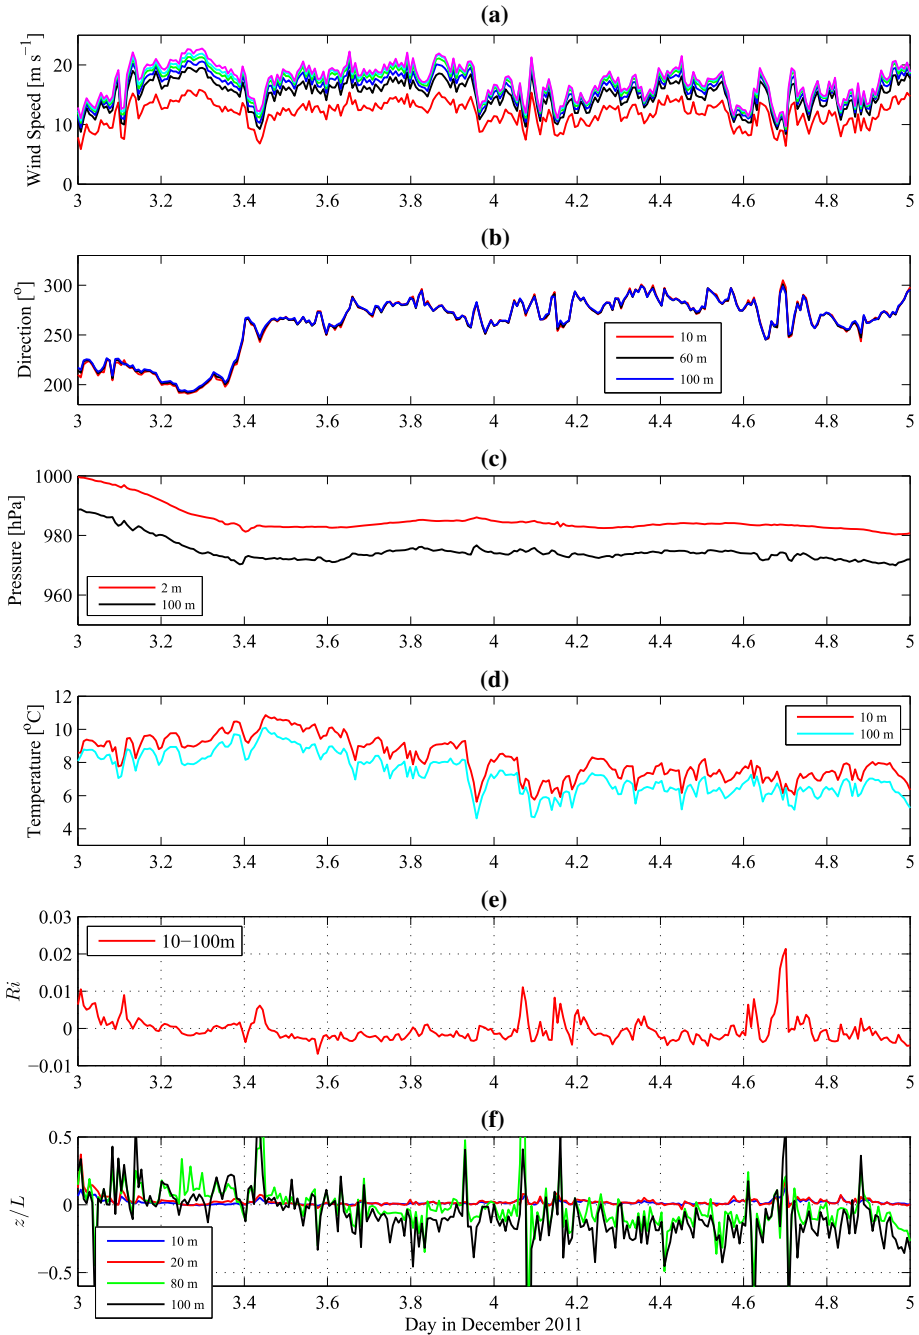 (a)
Wind Speed [m s⁻¹]
20
10
0
3 3.2 3.4 3.6 3.8 4 4.2 4.4 4.6 4.8 5
(b)
Direction [°]
300
250
200
10 m
60 m
100 m
3 3.2 3.4 3.6 3.8 4 4.2 4.4 4.6 4.8 5
(c)
Pressure [hPa]
1000
980
960
2 m
100 m
3 3.2 3.4 3.6 3.8 4 4.2 4.4 4.6 4.8 5
(d)
Temperature [°C]
12
10
8
6
4
10 m
100 m
3 3.2 3.4 3.6 3.8 4 4.2 4.4 4.6 4.8 5
(e)
Ri
0.03
0.02
0.01
0
−0.01
10−100m
3 3.2 3.4 3.6 3.8 4 4.2 4.4 4.6 4.8 5
(f)
z/L
0.5
0
−0.5
10 m
20 m
80 m
100 m
3 3.2 3.4 3.6 3.8 4 4.2 4.4 4.6 4.8 5
Day in December 2011